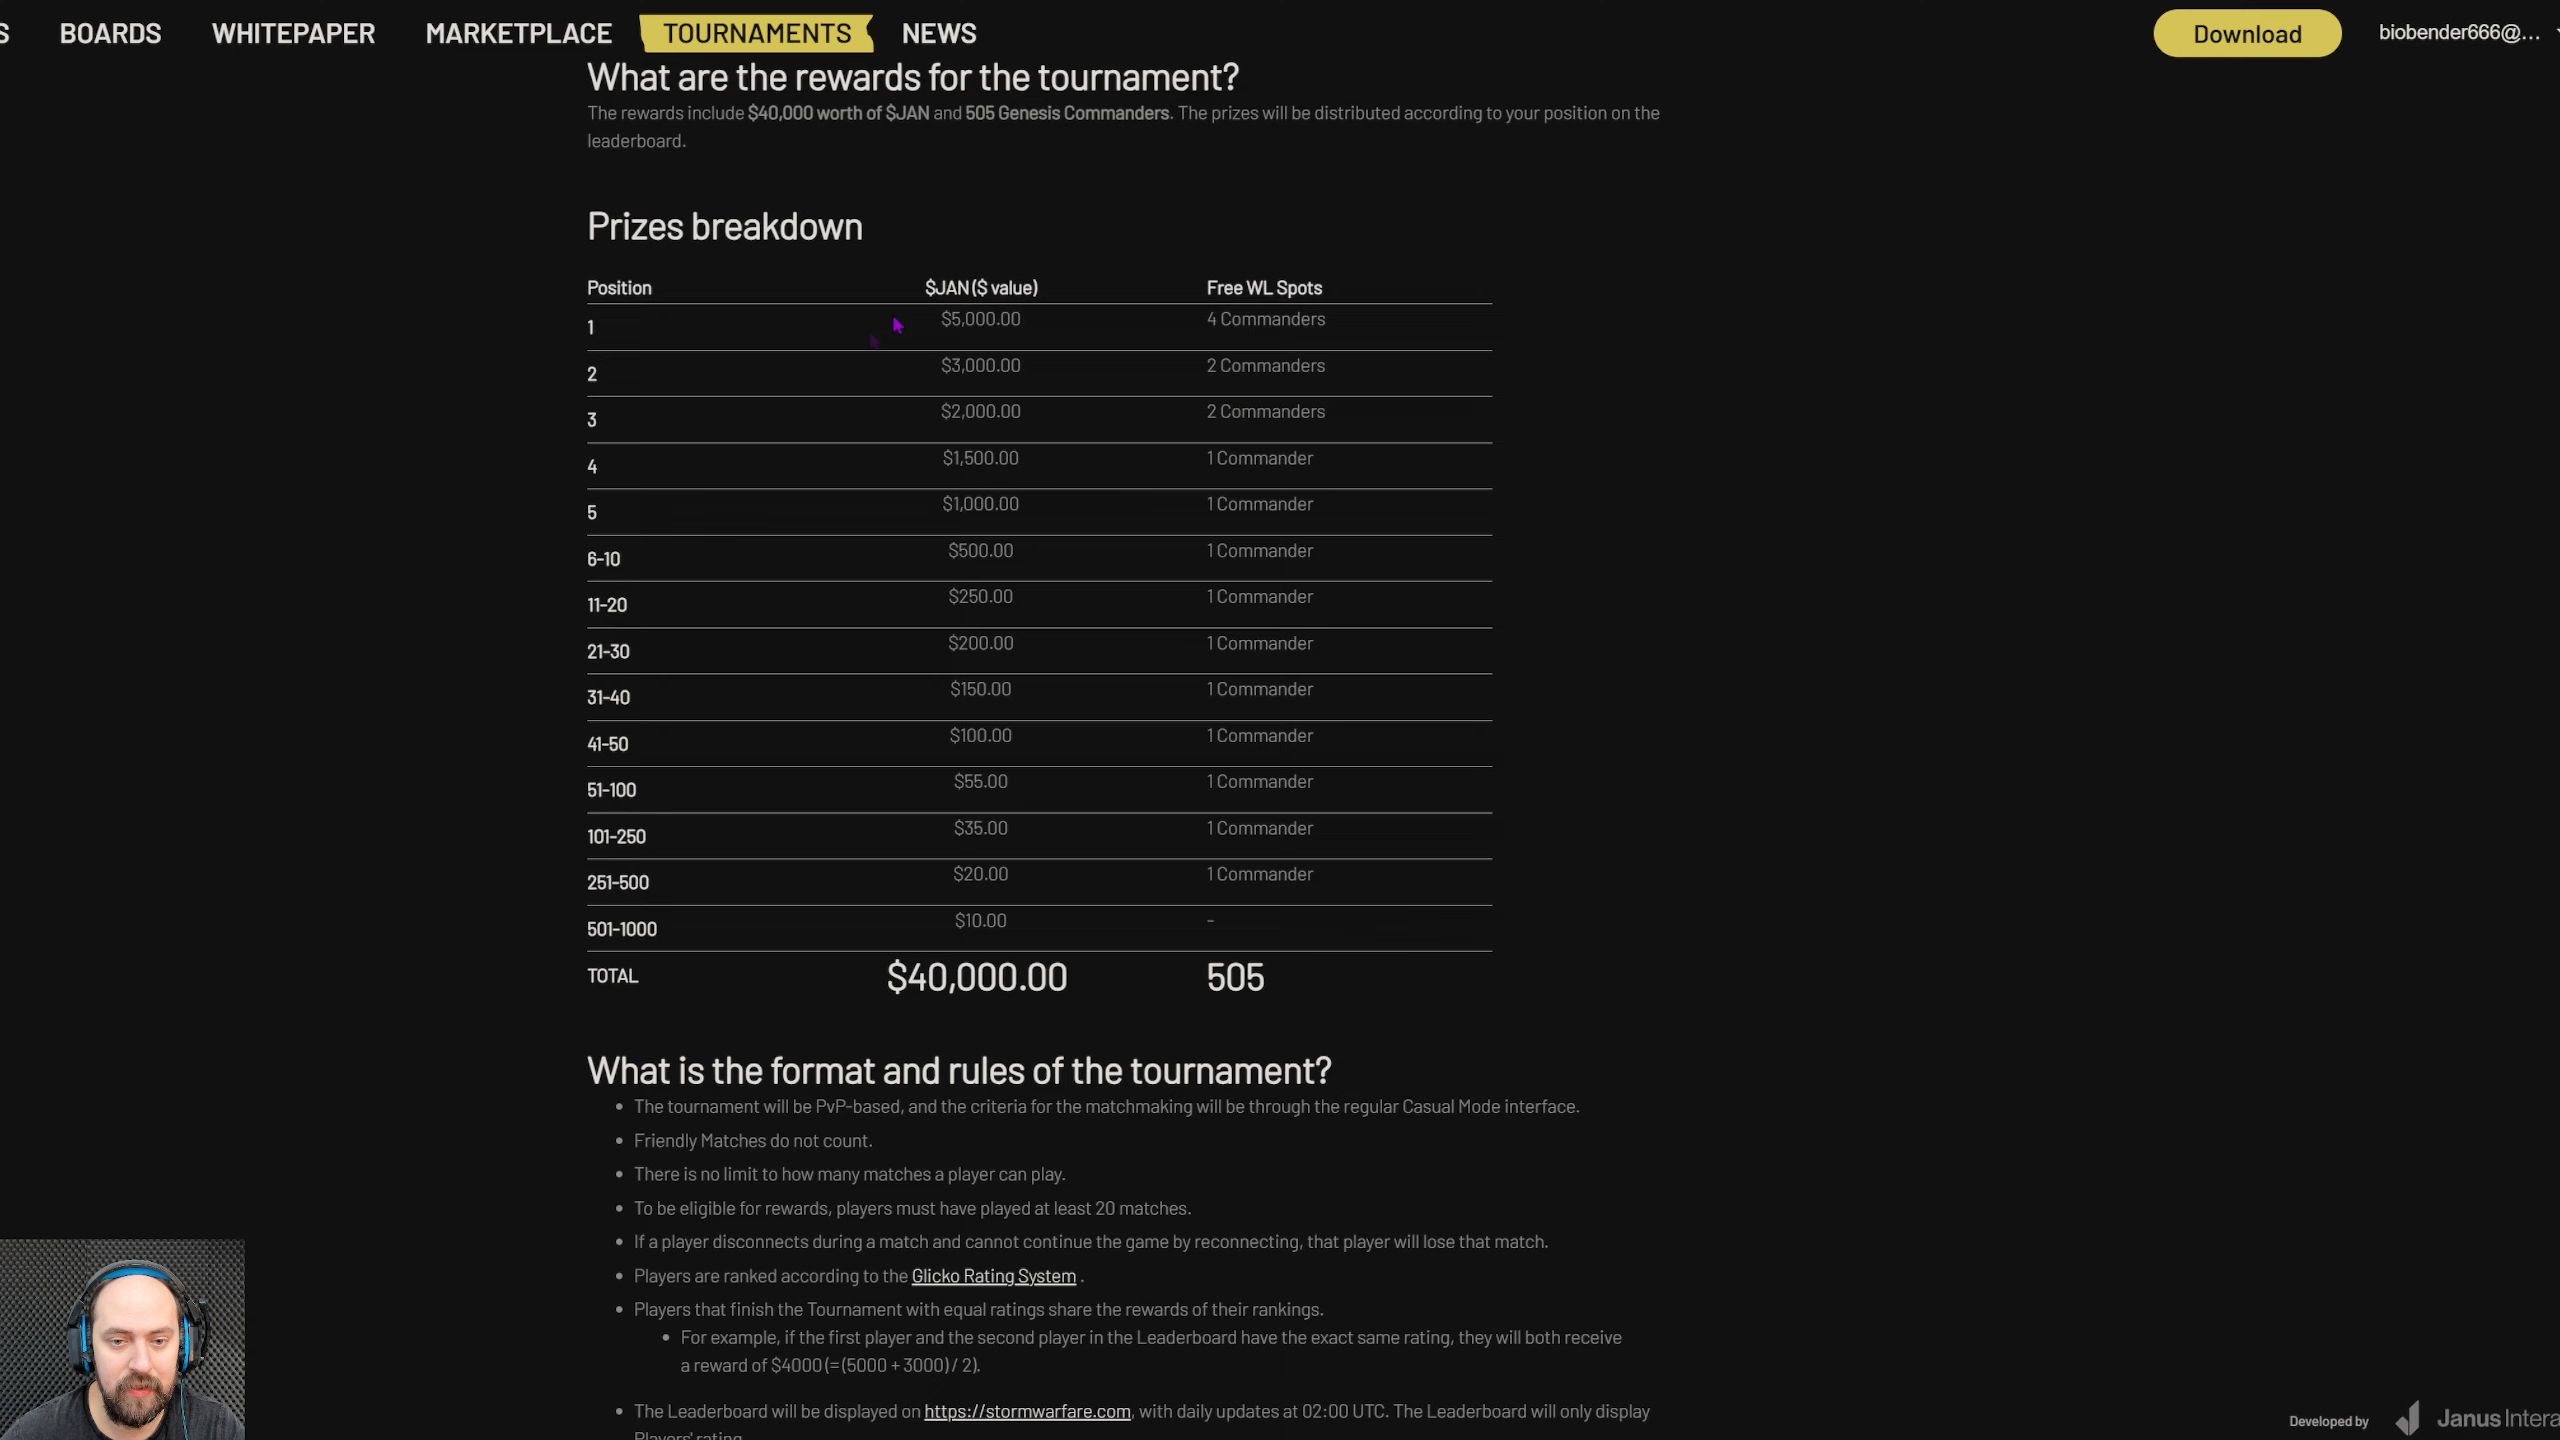 S BOARDS WHITEPAPER MARKETPLACE TOURNAMENTS NEWS Download biobender666@...
What are the rewards for the tournament?
The rewards include $40,000 worth of $JAN and 505 Genesis Commanders. The prizes will be distributed according to your position on the
leaderboard.
Prizes breakdown
Position $JAN ($ value) Free WL Spots
1 $5,000.00 4 Commanders
2 $3,000.00 2 Commanders
3 $2,000.00 2 Commanders
4 $1,500.00 1 Commander
5 $1,000.00 1 Commander
6-10 $500.00 1 Commander
11-20 $250.00 1 Commander
21-30 $200.00 1 Commander
31-40 $150.00 1 Commander
41-50 $100.00 1 Commander
51-100 $55.00 1 Commander
101-250 $35.00 1 Commander
251-500 $20.00 1 Commander
501-1000 $10.00 -
TOTAL $40,000.00 505
What is the format and rules of the tournament?
• The tournament will be PvP-based, and the criteria for the matchmaking will be through the regular Casual Mode interface.
• Friendly Matches do not count.
• There is no limit to how many matches a player can play.
• To be eligible for rewards, players must have played at least 20 matches.
• If a player disconnects during a match and cannot continue the game by reconnecting, that player will lose that match.
• Players are ranked according to the Glicko Rating System .
• Players that finish the Tournament with equal ratings share the rewards of their rankings.
• For example, if the first player and the second player in the Leaderboard have the exact same rating, they will both receive
a reward of $4000 (= (5000 + 3000) / 2).
• The Leaderboard will be displayed on https://stormwarfare.com, with daily updates at 02:00 UTC. The Leaderboard will only display
Players' rating
Developed by Janus Intera